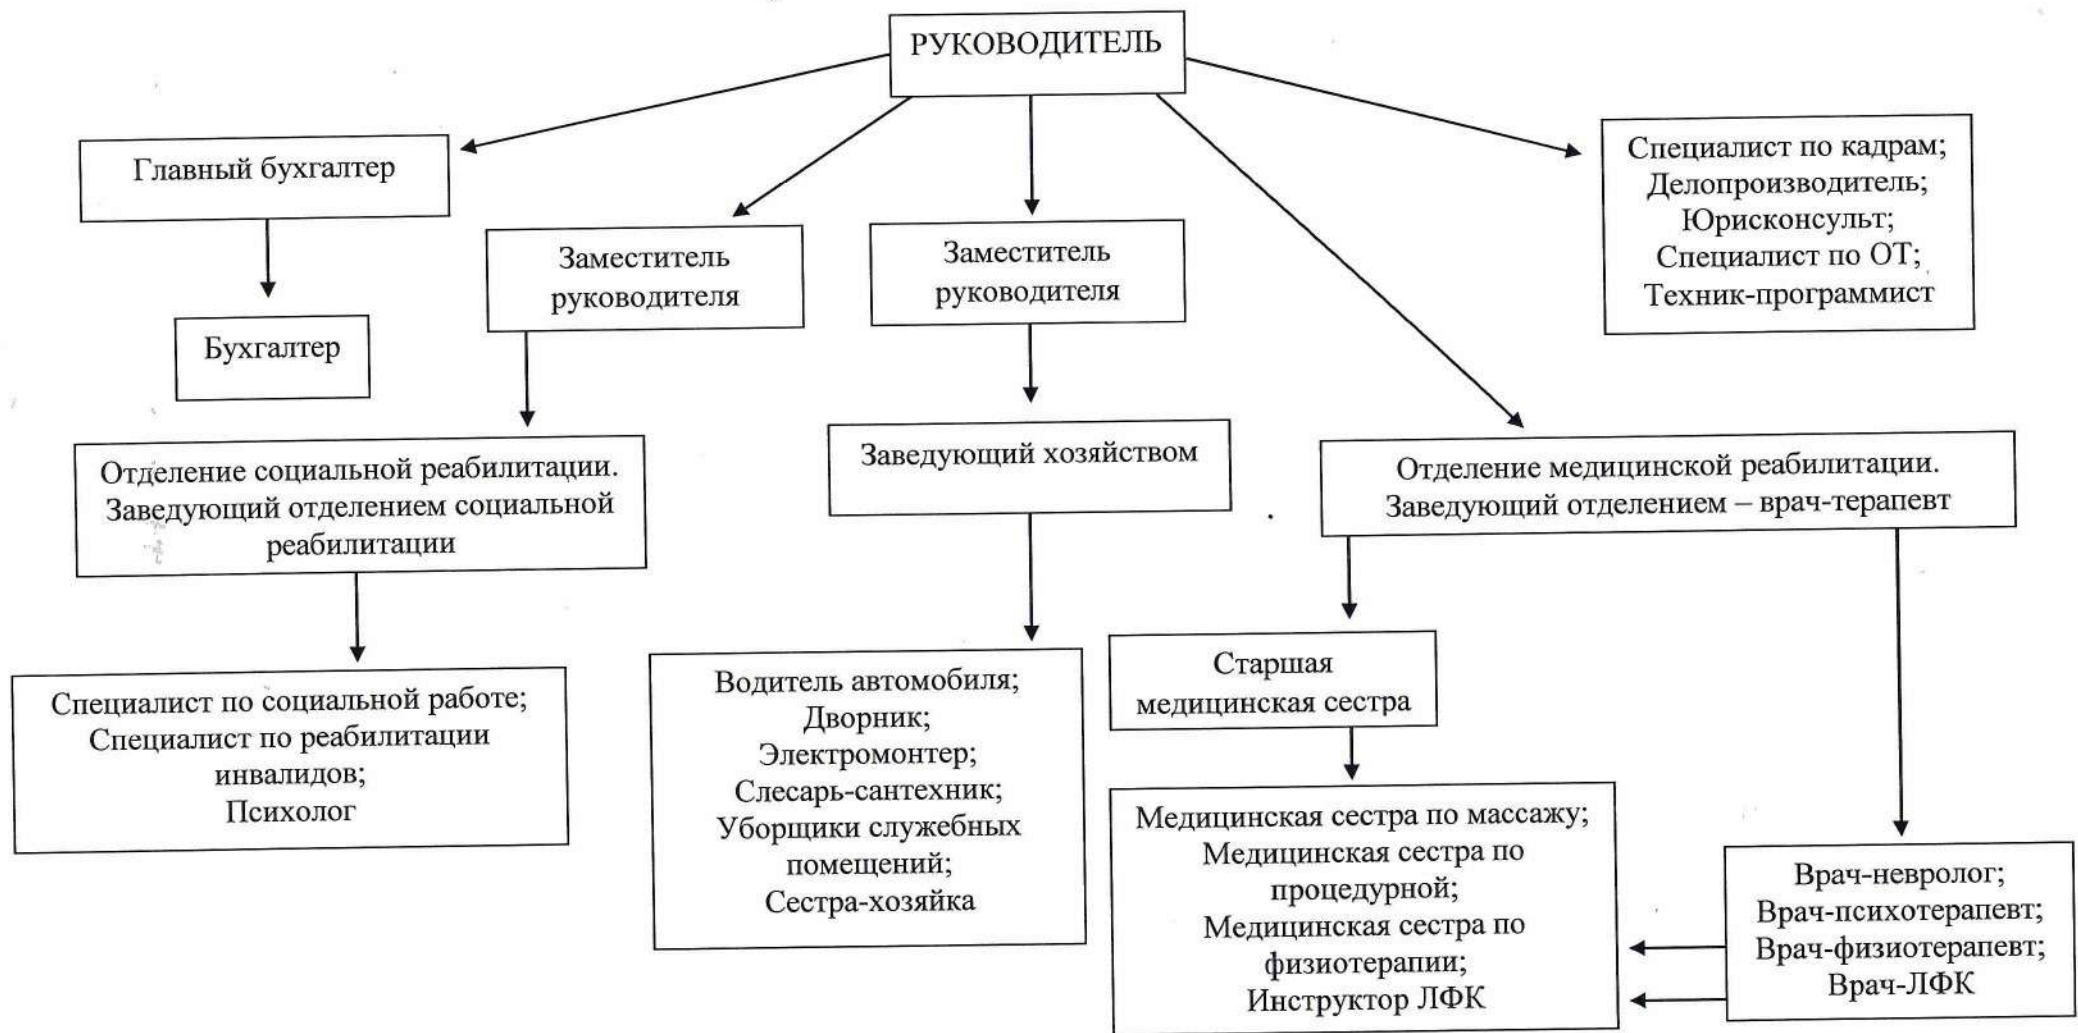 РУКОВОДИТЕЛЬ
Главный бухгалтер
Бухгалтер
Заместитель
руководителя
Заместитель
руководителя
Специалист по кадрам;
Делопроизводитель;
Юрисконсульт;
Специалист по ОТ;
Техник-программист
Отделение социальной реабилитации.
Заведующий отделением социальной
реабилитации
Заведующий хозяйством
Отделение медицинской реабилитации.
Заведующий отделением – врач-терапевт
Специалист по социальной работе;
Специалист по реабилитации
инвалидов;
Психолог
Водитель автомобиля;
Дворник;
Электромонтер;
Слесарь-сантехник;
Уборщики служебных
помещений;
Сестра-хозяйка
Старшая
медицинская сестра
Медицинская сестра по массажу;
Медицинская сестра по
процедурной;
Медицинская сестра по
физиотерапии;
Инструктор ЛФК
Врач-невролог;
Врач-психотерапевт;
Врач-физиотерапевт;
Врач-ЛФК